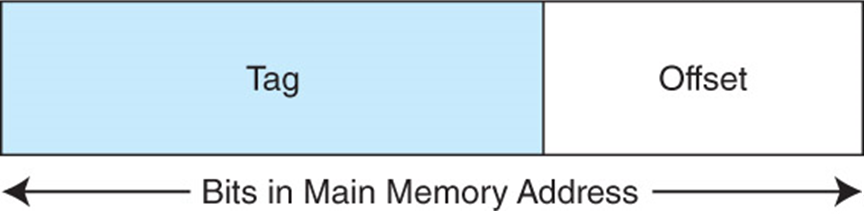 Tag Offset
Bits in Main Memory Address